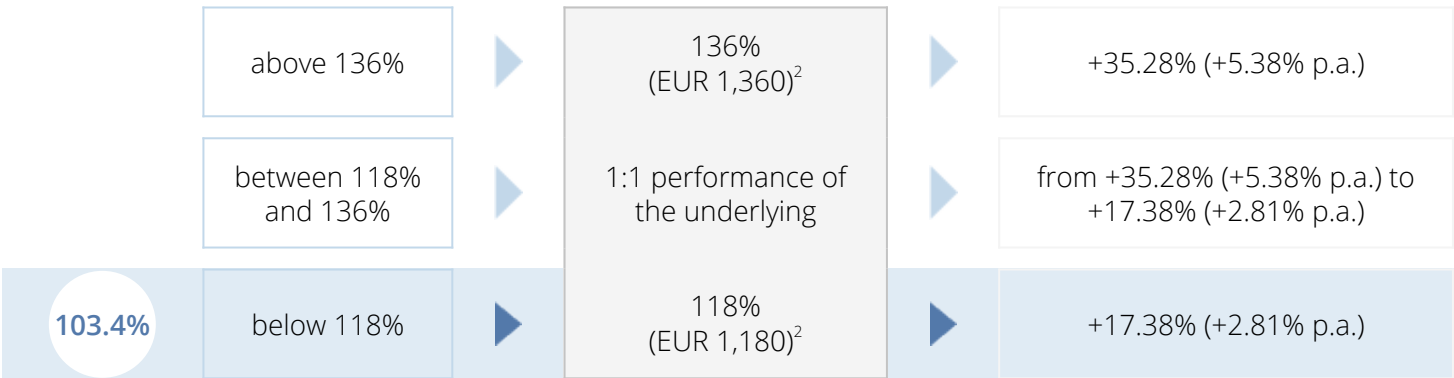 above 136%
136%
(EUR 1,360)²
+35.28% (+5.38% p.a.)
between 118%
and 136%
1:1 performance of
the underlying
from +35.28% (+5.38% p.a.) to
+17.38% (+2.81% p.a.)
103.4%
below 118%
118%
(EUR 1,180)²
+17.38% (+2.81% p.a.)